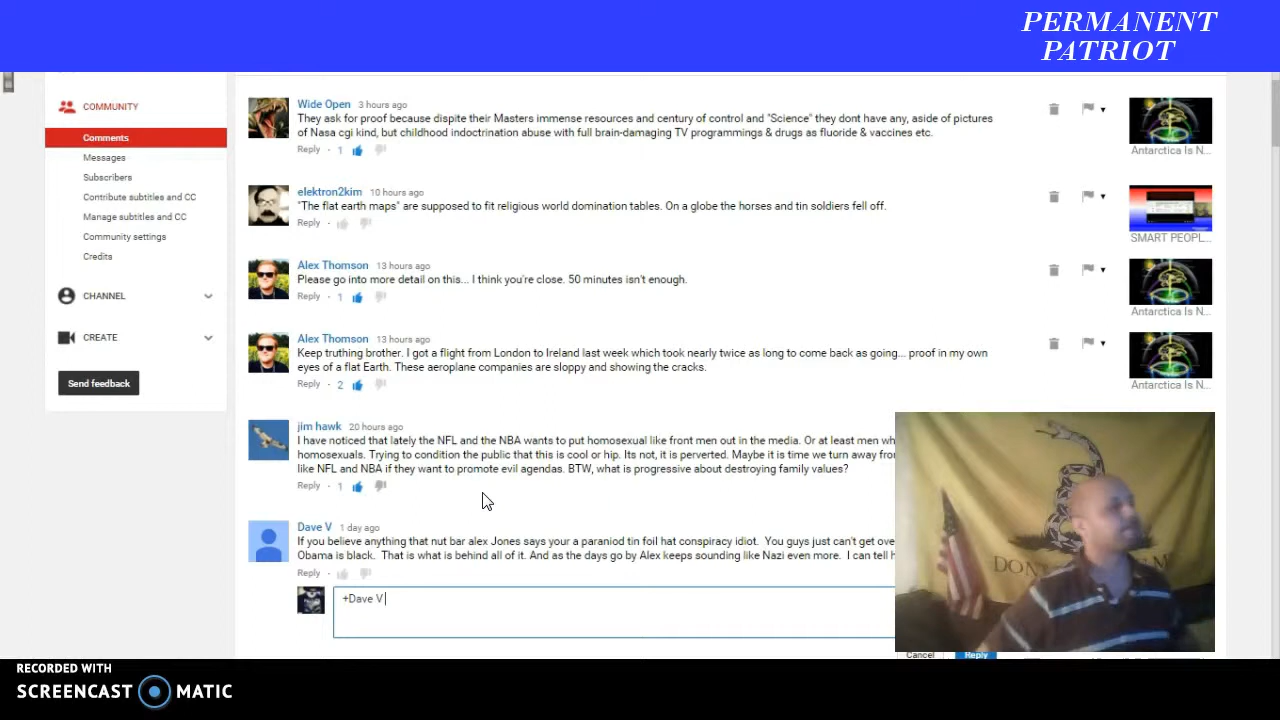 PERMANENT
PATRIOT
COMMUNITY
Comments
Messages
Subscribers
Contribute subtitles and CC
Manage subtitles and CC
Community settings
Credits
CHANNEL
CREATE
Send feedback
Wide Open 3 hours ago
They ask for proof because dispite their Masters immense resources and century of control and "Science" they dont have any, aside of pictures
of Nasa cgi kind, but childhood indoctrination abuse with full brain-damaging TV programmings & drugs as fluoride & vaccines etc.
Reply · 1
Antarctica Is N...
elektron2kim 10 hours ago
"The flat earth maps" are supposed to fit religious world domination tables. On a globe the horses and tin soldiers fell off.
Reply ·
SMART PEOPL...
Alex Thomson 13 hours ago
Please go into more detail on this... I think you're close. 50 minutes isn't enough.
Reply · 1
Antarctica Is N...
Alex Thomson 13 hours ago
Keep truthing brother. I got a flight from London to Ireland last week which took nearly twice as long to come back as going... proof in my own
eyes of a flat Earth. These aeroplane companies are sloppy and showing the cracks.
Reply · 2
Antarctica Is N...
jim hawk 20 hours ago
I have noticed that lately the NFL and the NBA wants to put homosexual like front men out in the media. Or at least men wh
homosexuals. Trying to condition the public that this is cool or hip. Its not, it is perverted. Maybe it is time we turn away fro
like NFL and NBA if they want to promote evil agendas. BTW, what is progressive about destroying family values?
Reply · 1
Dave V 1 day ago
If you believe anything that nut bar alex Jones says your a paraniod tin foil hat conspiracy idiot. You guys just can't get ove
Obama is black. That is what is behind all of it. And as the days go by Alex keeps sounding like Nazi even more. I can tell h
Reply ·
+Dave V
Cancel Reply
DON'
EM
RECORDED WITH
SCREENCAST MATIC